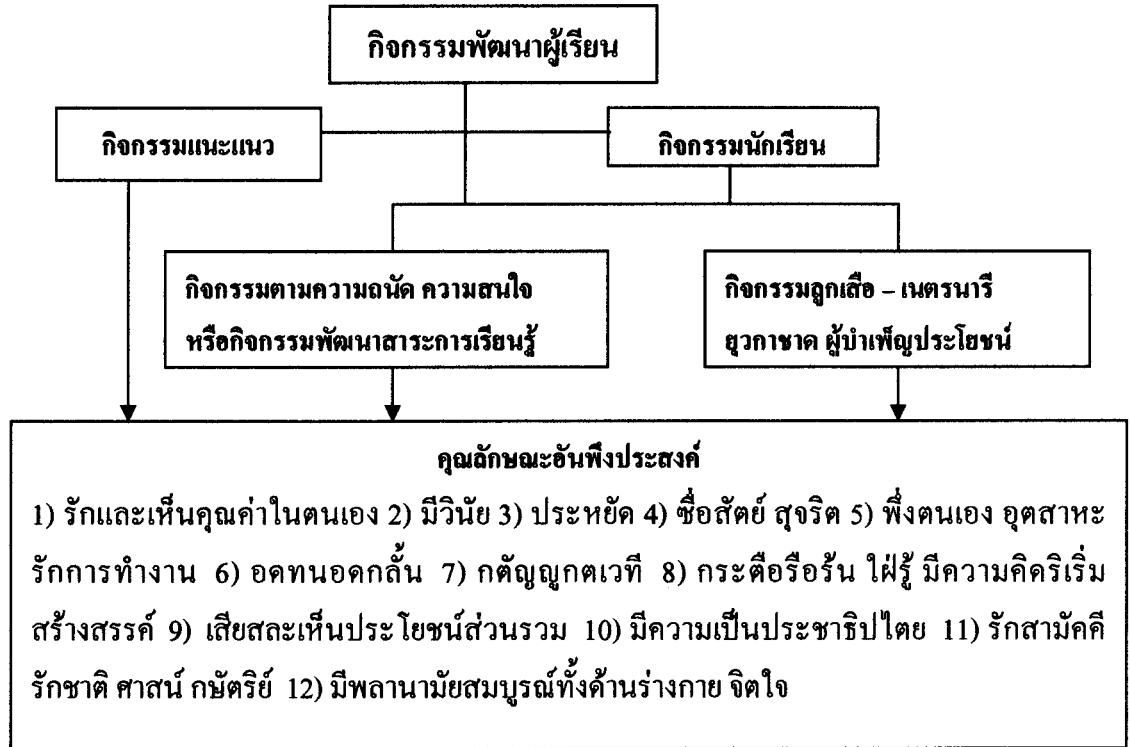 กิจกรรมพัฒนาผู้เรียน
กิจกรรมแนะแนว
กิจกรรมนักเรียน
กิจกรรมตามความถนัด ความสนใจ
หรือกิจกรรมพัฒนาสาระการเรียนรู้
กิจกรรมลูกเสือ – เนตรนารี
ยุวกาชาด ผู้บำเพ็ญประโยชน์
คุณลักษณะอันพึงประสงค์
1) รักและเห็นคุณค่าในตนเอง 2) มีวินัย 3) ประหยัด 4) ซื่อสัตย์ สุจริต 5) พึ่งตนเอง อุตสาหะ
รักการทำงาน 6) อดทนอดกลั้น 7) กตัญญูกตเวที 8) กระตือรือร้น ใฝ่รู้ มีความคิดริเริ่ม
สร้างสรรค์ 9) เสียสละเห็นประโยชน์ส่วนรวม 10) มีความเป็นประชาธิปไตย 11) รักสามัคคี
รักชาติ ศาสน์ กษัตริย์ 12) มีพลานามัยสมบูรณ์ทั้งด้านร่างกาย จิตใจ